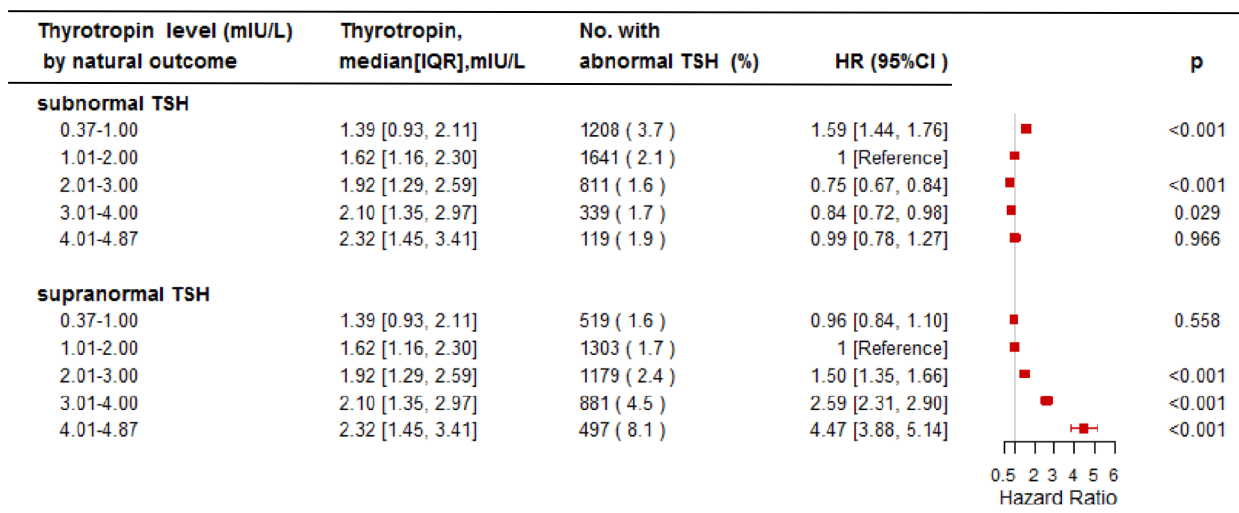 Thyrotropin level (mIU/L) Thyrotropin, No. with
by natural outcome median[IQR],mIU/L abnormal TSH (%) HR (95%CI ) p
subnormal TSH
0.37-1.00 1.39 [0.93, 2.11] 1208 ( 3.7 ) 1.59 [1.44, 1.76] <0.001
1.01-2.00 1.62 [1.16, 2.30] 1641 ( 2.1 ) 1 [Reference]
2.01-3.00 1.92 [1.29, 2.59] 811 ( 1.6 ) 0.75 [0.67, 0.84] <0.001
3.01-4.00 2.10 [1.35, 2.97] 339 ( 1.7 ) 0.84 [0.72, 0.98] 0.029
4.01-4.87 2.32 [1.45, 3.41] 119 ( 1.9 ) 0.99 [0.78, 1.27] 0.966
supranormal TSH
0.37-1.00 1.39 [0.93, 2.11] 519 ( 1.6 ) 0.96 [0.84, 1.10] 0.558
1.01-2.00 1.62 [1.16, 2.30] 1303 ( 1.7 ) 1 [Reference]
2.01-3.00 1.92 [1.29, 2.59] 1179 ( 2.4 ) 1.50 [1.35, 1.66] <0.001
3.01-4.00 2.10 [1.35, 2.97] 881 ( 4.5 ) 2.59 [2.31, 2.90] <0.001
4.01-4.87 2.32 [1.45, 3.41] 497 ( 8.1 ) 4.47 [3.88, 5.14] <0.001
0.5 2 3 4 5 6
Hazard Ratio